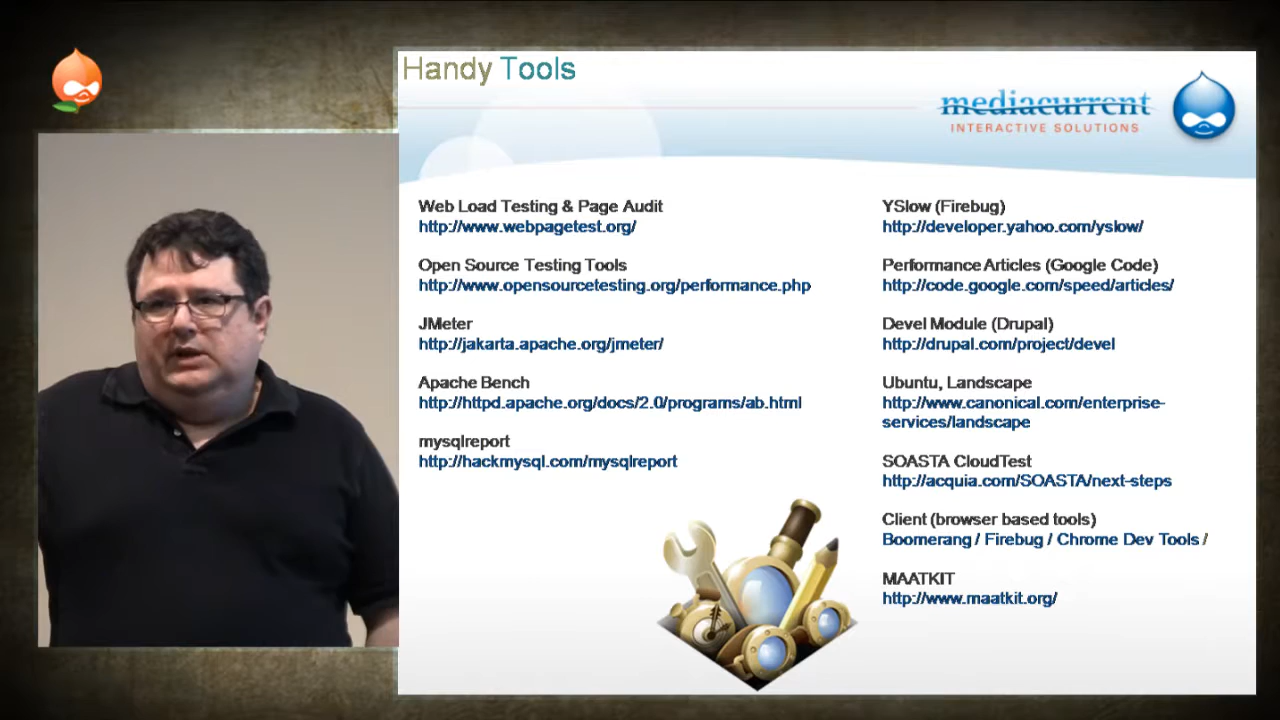 Handy Tools
mediacurrent
INTERACTIVE SOLUTIONS
Web Load Testing & Page Audit
http://www.webpagetest.org/
Open Source Testing Tools
http://www.opensourcetesting.org/performance.php
JMeter
http://jakarta.apache.org/jmeter/
Apache Bench
http://httpd.apache.org/docs/2.0/programs/ab.html
mysqlreport
http://hackmysql.com/mysqlreport
YSlow (Firebug)
http://developer.yahoo.com/yslow/
Performance Articles (Google Code)
http://code.google.com/speed/articles/
Devel Module (Drupal)
http://drupal.com/project/devel
Ubuntu, Landscape
http://www.canonical.com/enterprise-
services/landscape
SOASTA CloudTest
http://acquia.com/SOASTA/next-steps
Client (browser based tools)
Boomerang / Firebug / Chrome Dev Tools /
MAATKIT
http://www.maatkit.org/